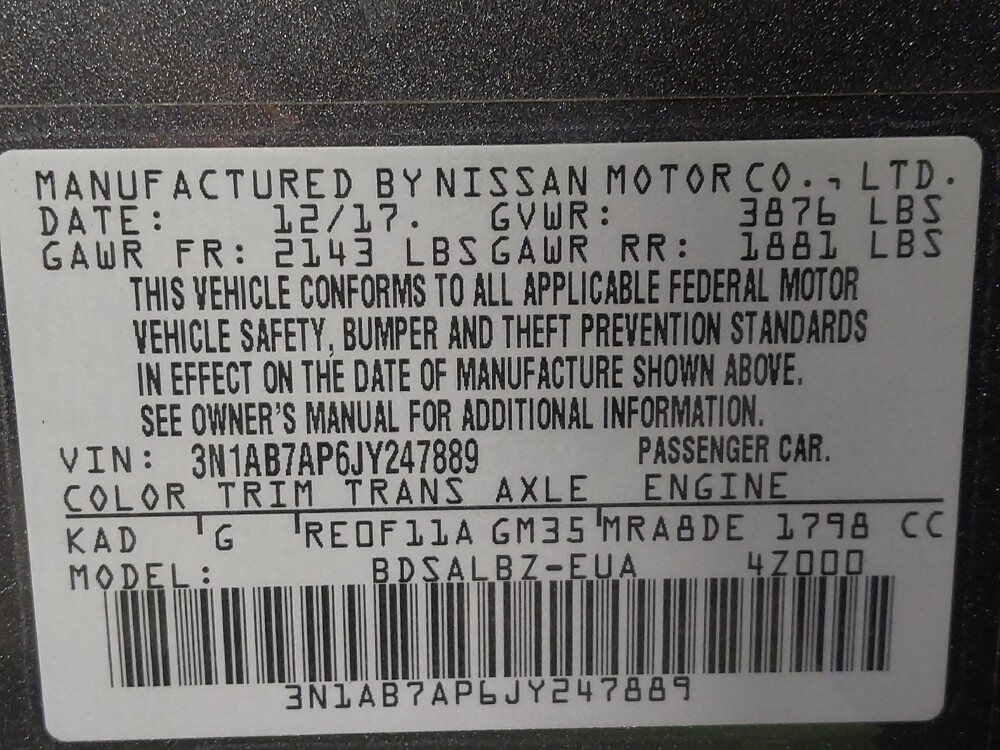 MANUFACTURED BY NISSAN MOTOR CO., LTD.
DATE: 12/17. GVWR: 3876 LBS
GAWR FR: 2143 LBS GAWR RR: 1881 LBS
THIS VEHICLE CONFORMS TO ALL APPLICABLE FEDERAL MOTOR
VEHICLE SAFETY, BUMPER AND THEFT PREVENTION STANDARDS
IN EFFECT ON THE DATE OF MANUFACTURE SHOWN ABOVE.
SEE OWNER'S MANUAL FOR ADDITIONAL INFORMATION.
VIN: 3N1AB7AP6JY247889 PASSENGER CAR.
COLOR TRIM TRANS AXLE ENGINE
KAD G RE0F11A GM35 MRA8DE 1798 CC
MODEL: BDSALBZ-EUA 4Z000
3N1AB7AP6JY247889